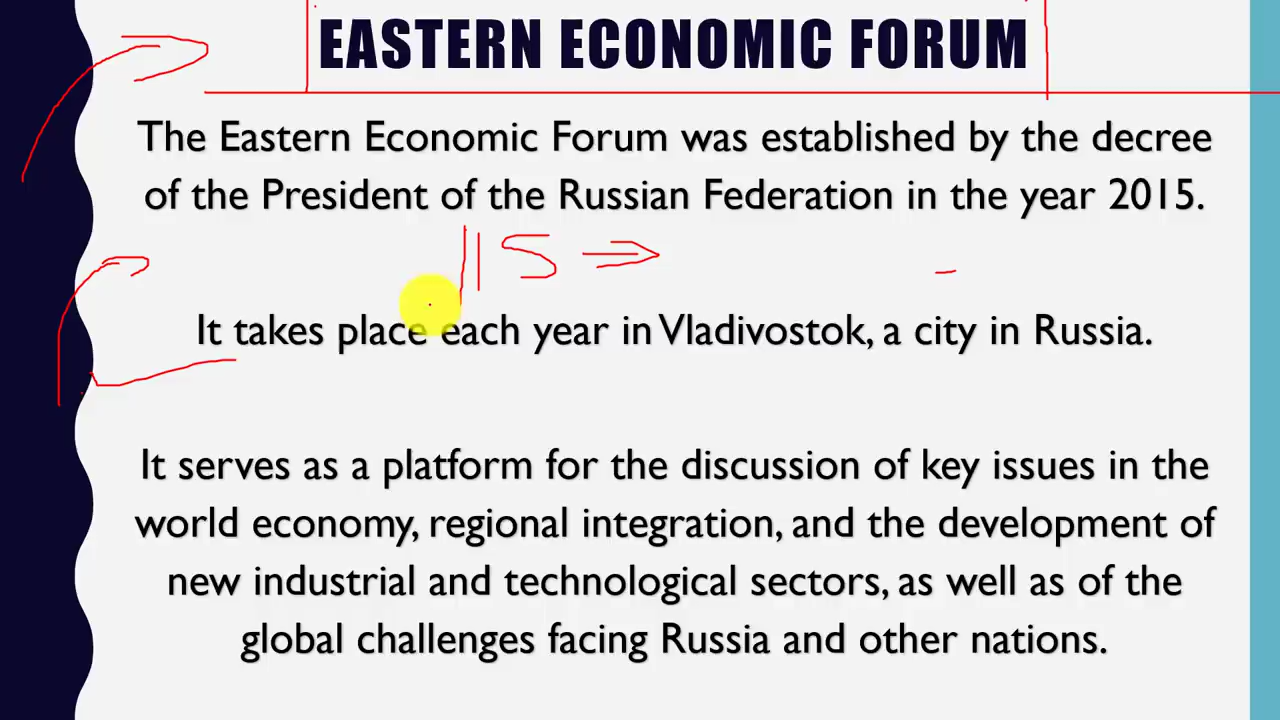 EASTERN ECONOMIC FORUM
The Eastern Economic Forum was established by the decree
of the President of the Russian Federation in the year 2015.
It takes place each year in Vladivostok, a city in Russia.
It serves as a platform for the discussion of key issues in the
world economy, regional integration, and the development of
new industrial and technological sectors, as well as of the
global challenges facing Russia and other nations.